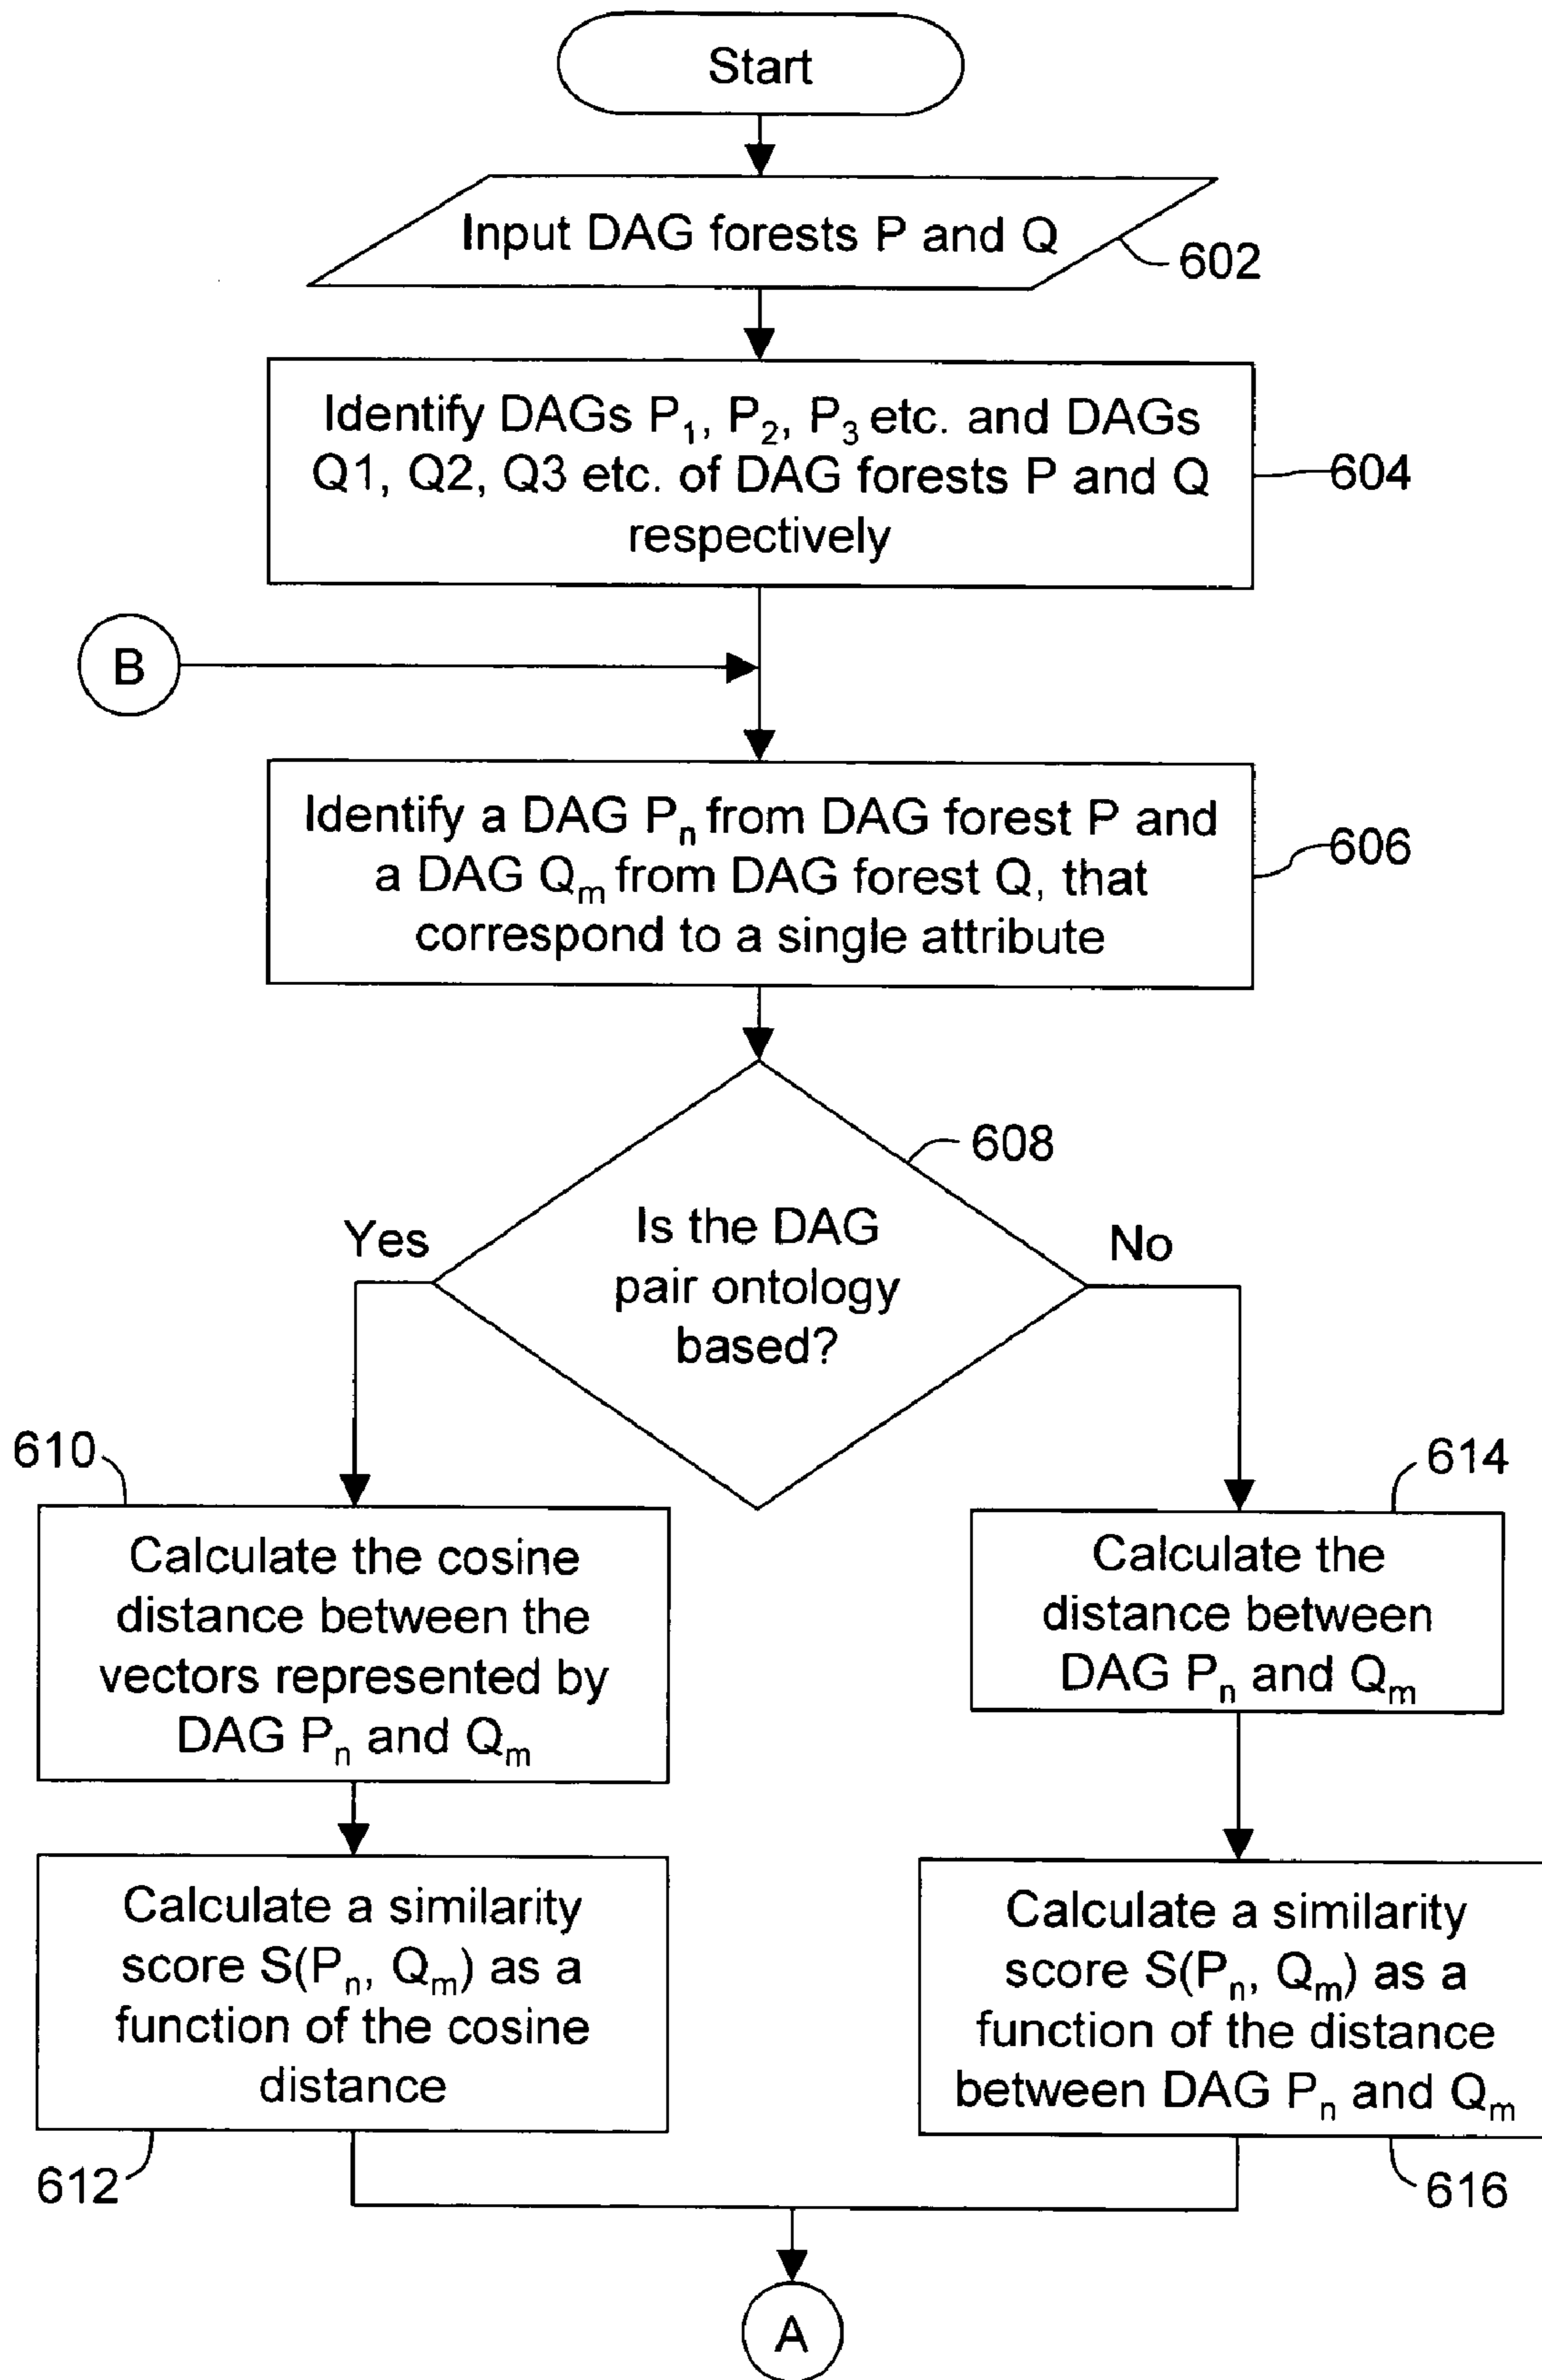 Start
Input DAG forests P and Q
602
Identify DAGs P₁, P₂, P₃ etc. and DAGs
Q1, Q2, Q3 etc. of DAG forests P and Q
respectively
604
B
Identify a DAG Pₙ from DAG forest P and
a DAG Qₘ from DAG forest Q, that
correspond to a single attribute
606
608
Is the DAG
pair ontology
based?
Yes
No
610
Calculate the cosine
distance between the
vectors represented by
DAG Pₙ and Qₘ
614
Calculate the
distance between
DAG Pₙ and Qₘ
Calculate a similarity
score S(Pₙ, Qₘ) as a
function of the cosine
distance
612
Calculate a similarity
score S(Pₙ, Qₘ) as a
function of the distance
between DAG Pₙ and Qₘ
616
A